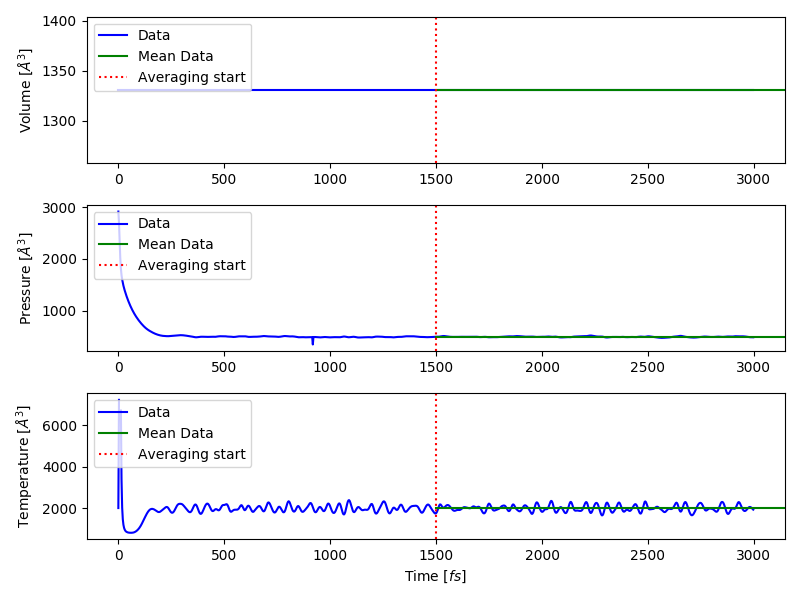 1400
1350
1300
Volume [Å³]
Data
Mean Data
Averaging start
0 500 1000 1500 2000 2500 3000
3000
2000
1000
Pressure [Å³]
Data
Mean Data
Averaging start
0 500 1000 1500 2000 2500 3000
6000
4000
2000
Temperature [Å³]
Data
Mean Data
Averaging start
0 500 1000 1500 2000 2500 3000
Time [fs]